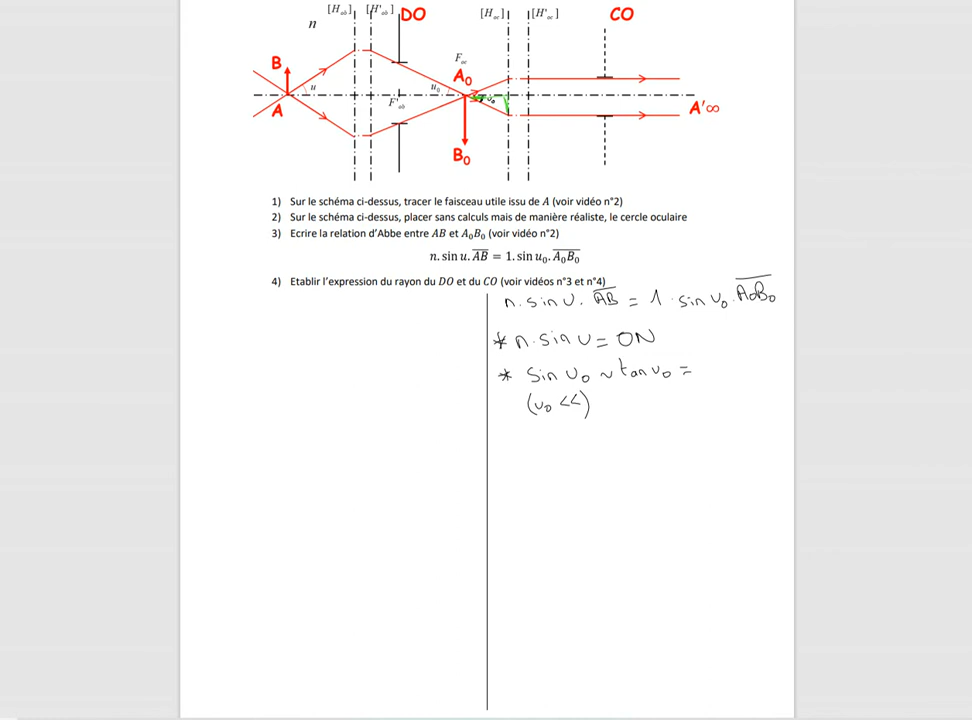 [H_ob] [H'_ob] DO [H_oc] [H'_oc] CO
n
B F_oc
A_0
u u_0 u_0
A F'_ob A'∞
B_0
1) Sur le schéma ci-dessus, tracer le faisceau utile issu de A (voir vidéo n°2)
2) Sur le schéma ci-dessus, placer sans calculs mais de manière réaliste, le cercle oculaire
3) Ecrire la relation d'Abbe entre AB et A_0B_0 (voir vidéo n°2)
n. sin u. AB = 1. sin u_0. A_0B_0
4) Etablir l'expression du rayon du DO et du CO (voir vidéos n°3 et n°4)
n. sin u. AB = 1. sin u_0. A_0B_0
* n. sin u = ON
* sin u_0 ~ tan u_0 =
(u_0 <<)